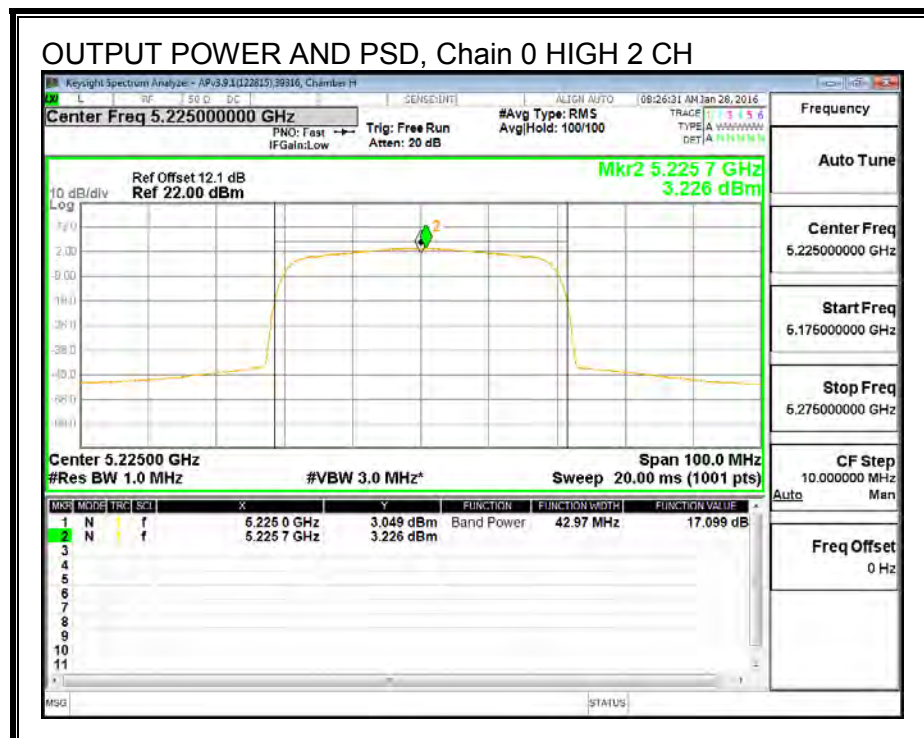 OUTPUT POWER AND PSD, Chain 0 HIGH 2 CH
Keysight Spectrum Analyzer - APv3.9.1(122815),39316, Chamber H
L RF 50 Ω DC SENSE:INT ALIGN AUTO 08:26:31 AM Jan 28, 2016
Center Freq 5.225000000 GHz
PNO: Fast
IFGain:Low
Trig: Free Run
Atten: 20 dB
#Avg Type: RMS
Avg|Hold: 100/100
TRACE 1 2 3 4 5 6
TYPE A WWWWW
DET A N N N N N
Frequency
Auto Tune
Center Freq
5.225000000 GHz
Start Freq
5.175000000 GHz
Stop Freq
5.275000000 GHz
CF Step
10.000000 MHz
Auto Man
Freq Offset
0 Hz
Mkr2 5.225 7 GHz
3.226 dBm
Ref Offset 12.1 dB
10 dB/div Ref 22.00 dBm
Log
2.00
2
Center 5.22500 GHz Span 100.0 MHz
#Res BW 1.0 MHz #VBW 3.0 MHz* Sweep 20.00 ms (1001 pts)
MKR MODE TRC SCL X Y FUNCTION FUNCTION WIDTH FUNCTION VALUE
1 N 1 f 5.225 0 GHz 3.049 dBm Band Power 42.97 MHz 17.099 dB
2 N 1 f 5.225 7 GHz 3.226 dBm
3
4
5
6
7
8
9
10
11
MSG STATUS